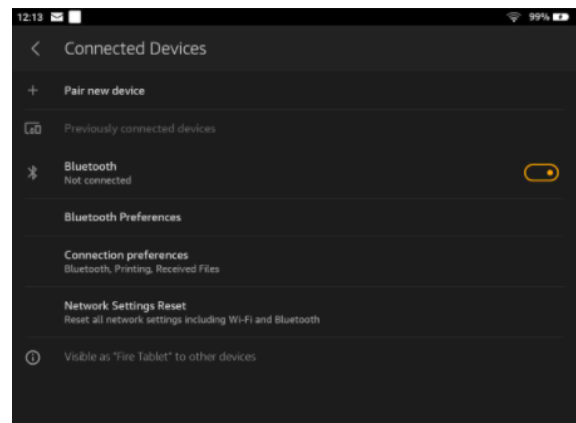 12:13
99%
Connected Devices
Pair new device
Previously connected devices
Bluetooth
Not connected
Bluetooth Preferences
Connection preferences
Bluetooth, Printing, Received Files
Network Settings Reset
Reset all network settings including Wi-Fi and Bluetooth
Visible as "Fire Tablet" to other devices